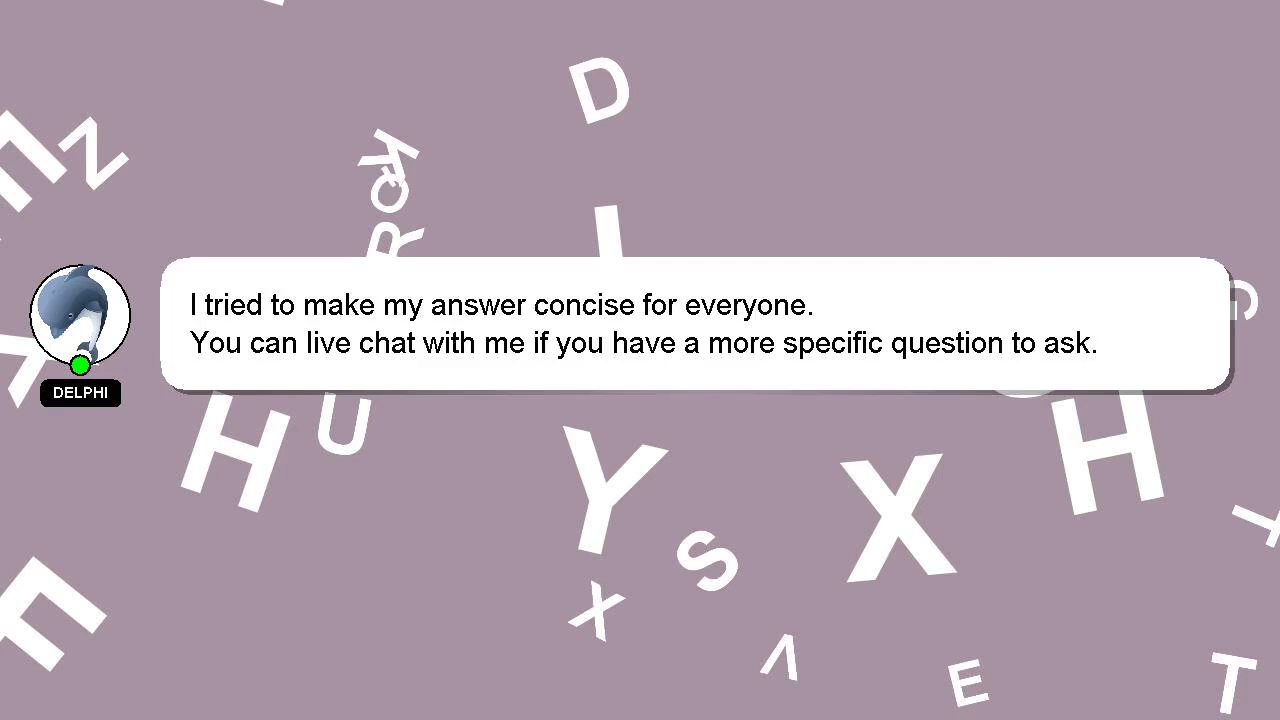 D
Z
K
O
R
I
I tried to make my answer concise for everyone.
You can live chat with me if you have a more specific question to ask.
DELPHI
H
U
Y
X
H
S
X
V
E
T